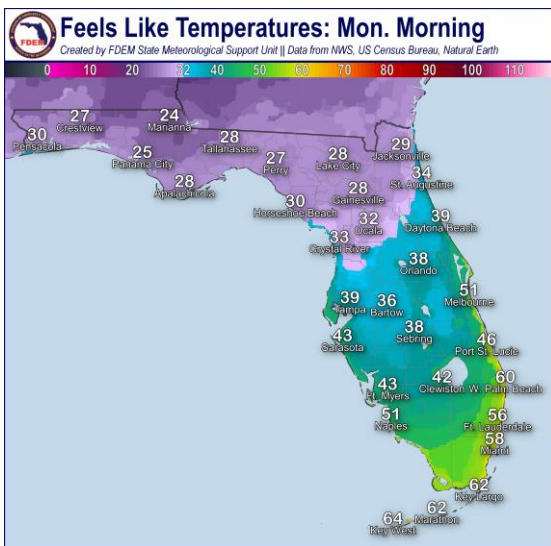 FDEM
Feels Like Temperatures: Mon. Morning
Created by FDEM State Meteorological Support Unit || Data from NWS, US Census Bureau, Natural Earth
0 10 20 32 40 50 60 70 80 90 100 110
27
Crestview
24
Marianna
30
Pensacola
28
Tallahassee
25
Panama City
27
Perry
28
Lake City
29
Jacksonville
28
Apalachicola
28
Gainesville
34
St. Augustine
30
Horseshoe Beach
32
Ocala
39
Daytona Beach
33
Crystal River
38
Orlando
39
Tampa
36
Bartow
51
Melbourne
43
Sarasota
38
Sebring
46
Port St. Lucie
43
Ft. Myers
42
Clewiston
60
W. Palm Beach
51
Naples
56
Ft. Lauderdale
58
Miami
62
Key Largo
62
Marathon
64
Key West